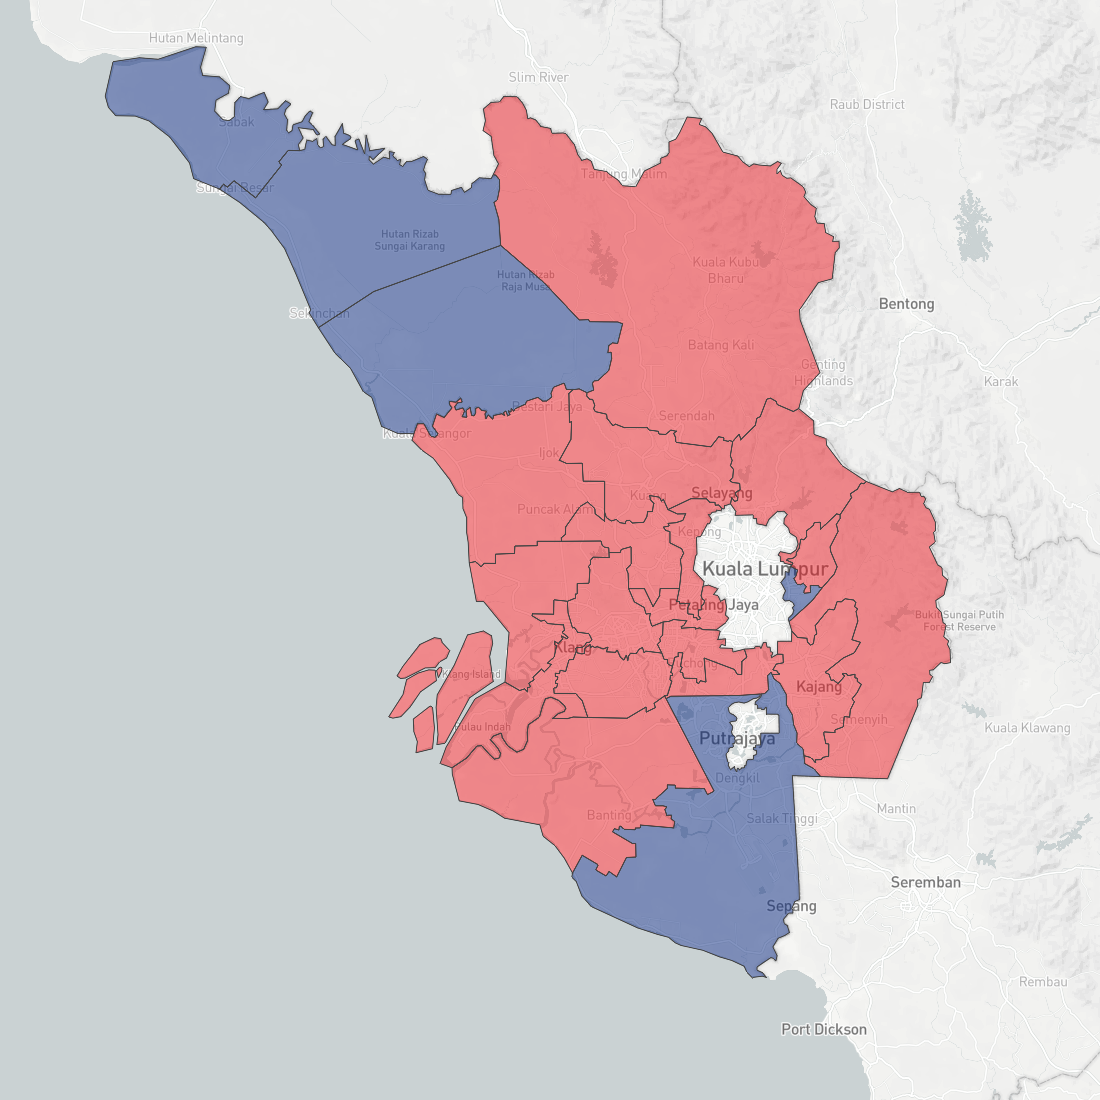 Hutan Melintang
Slim River
Raub District
Sabak
Tanjung Malim
Sungai Besar
Hutan Rizab
Sungai Karang
Kuala Kubu
Bharu
Hutan Rizab
Raja Musa
Bentong
Sekinchan
Batang Kali
Genting
Highlands
Karak
Bestari Jaya
Serendah
Kuala Selangor
Ijok
Selayang
Kuang
Puncak Alam
Kepong
Kuala Lumpur
Petaling Jaya
Bukit Sungai Putih
Forest Reserve
Klang
Puchong
Klang Island
Kajang
Semenyih
Pulau Indah
Kuala Klawang
Putrajaya
Dengkil
Mantin
Banting
Salak Tinggi
Seremban
Sepang
Rembau
Port Dickson